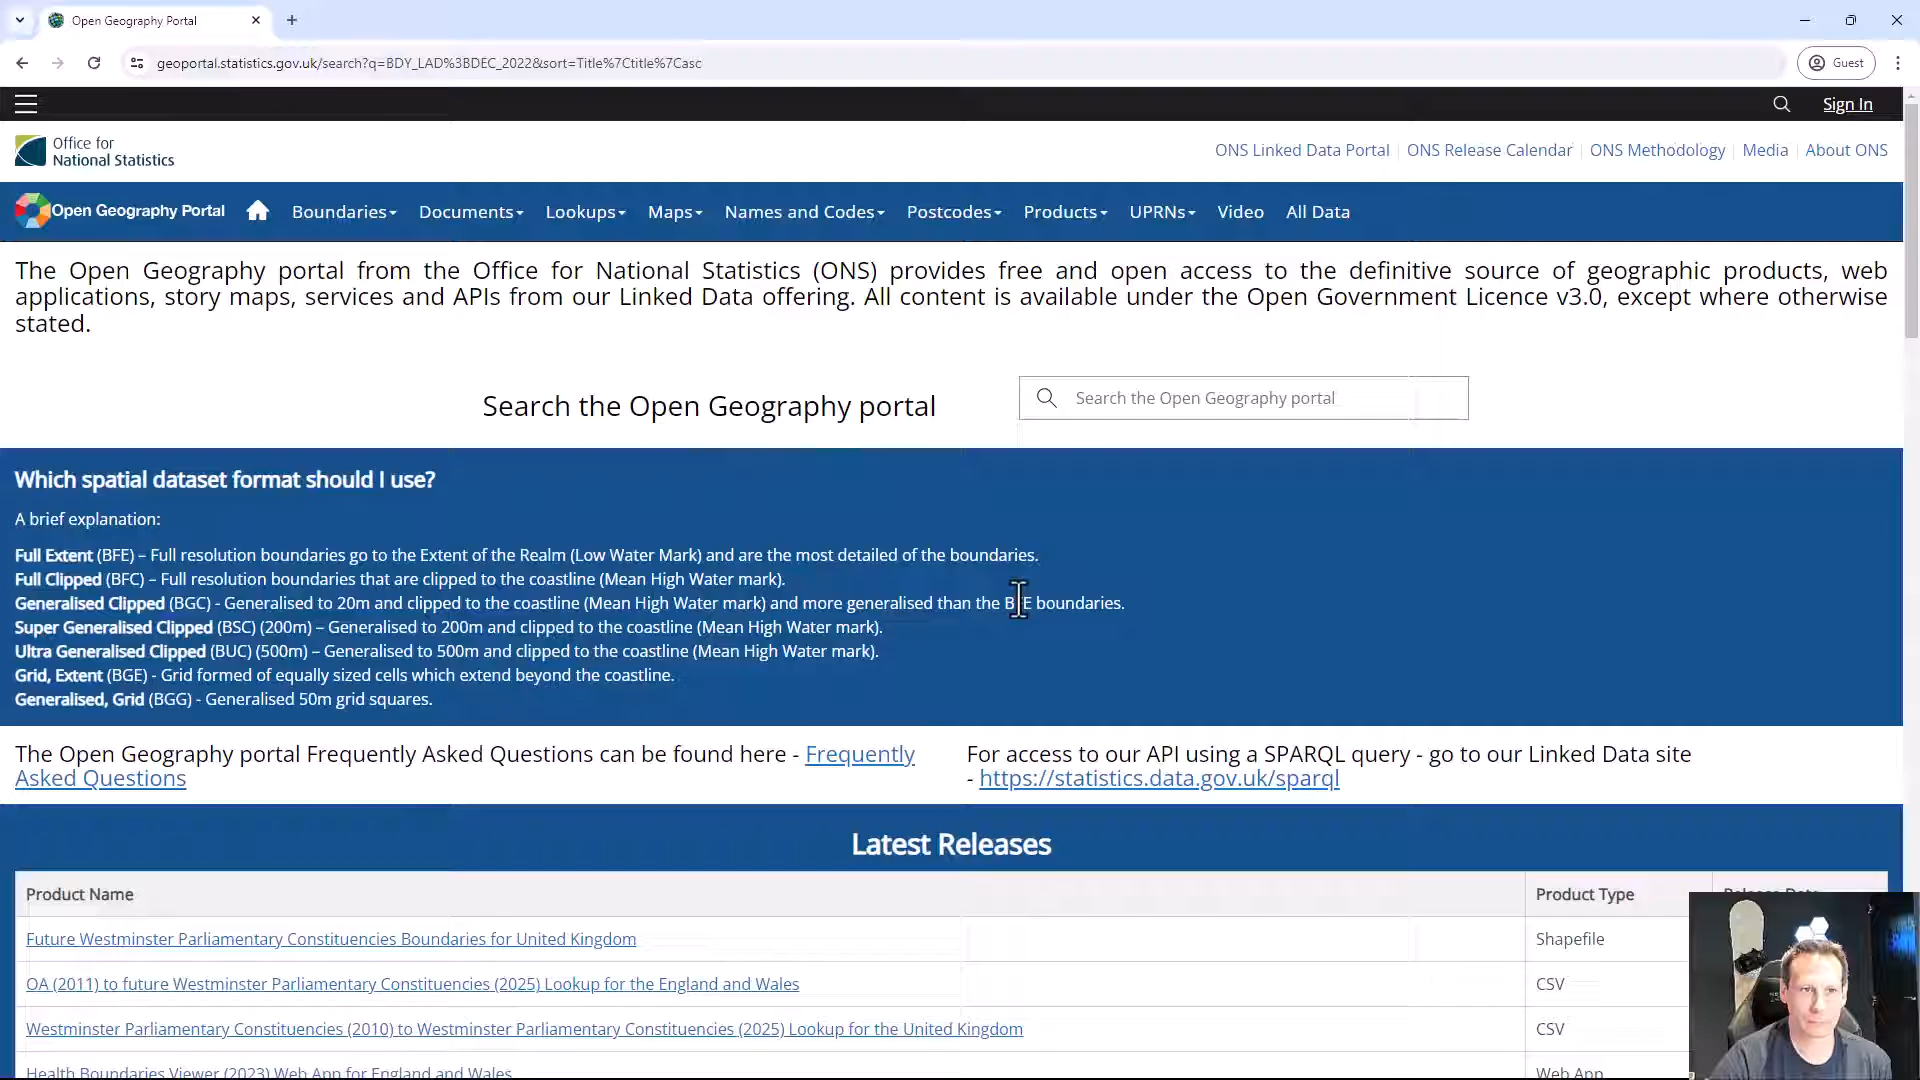 Open Geography Portal
geoportal.statistics.gov.uk/search?q=BDY_LAD%3BDEC_2022&sort=Title%7Ctitle%7Casc
Guest
Sign In
Office for
National Statistics
ONS Linked Data Portal
ONS Release Calendar
ONS Methodology
Media
About ONS
Open Geography Portal
Boundaries
Documents
Lookups
Maps
Names and Codes
Postcodes
Products
UPRNs
Video
All Data
The Open Geography portal from the Office for National Statistics (ONS) provides free and open access to the definitive source of geographic products, web
applications, story maps, services and APIs from our Linked Data offering. All content is available under the Open Government Licence v3.0, except where otherwise
stated.
Search the Open Geography portal
Search the Open Geography portal
Which spatial dataset format should I use?
A brief explanation:
Full Extent (BFE) – Full resolution boundaries go to the Extent of the Realm (Low Water Mark) and are the most detailed of the boundaries.
Full Clipped (BFC) – Full resolution boundaries that are clipped to the coastline (Mean High Water mark).
Generalised Clipped (BGC) - Generalised to 20m and clipped to the coastline (Mean High Water mark) and more generalised than the BFE boundaries.
Super Generalised Clipped (BSC) (200m) – Generalised to 200m and clipped to the coastline (Mean High Water mark).
Ultra Generalised Clipped (BUC) (500m) – Generalised to 500m and clipped to the coastline (Mean High Water mark).
Grid, Extent (BGE) - Grid formed of equally sized cells which extend beyond the coastline.
Generalised, Grid (BGG) - Generalised 50m grid squares.
The Open Geography portal Frequently Asked Questions can be found here - Frequently
Asked Questions
For access to our API using a SPARQL query - go to our Linked Data site
- https://statistics.data.gov.uk/sparql
Latest Releases
Product Name
Product Type
Release Date
Future Westminster Parliamentary Constituencies Boundaries for United Kingdom
Shapefile
OA (2011) to future Westminster Parliamentary Constituencies (2025) Lookup for the England and Wales
CSV
Westminster Parliamentary Constituencies (2010) to Westminster Parliamentary Constituencies (2025) Lookup for the United Kingdom
CSV
Health Boundaries Viewer (2023) Web App for England and Wales
Web App